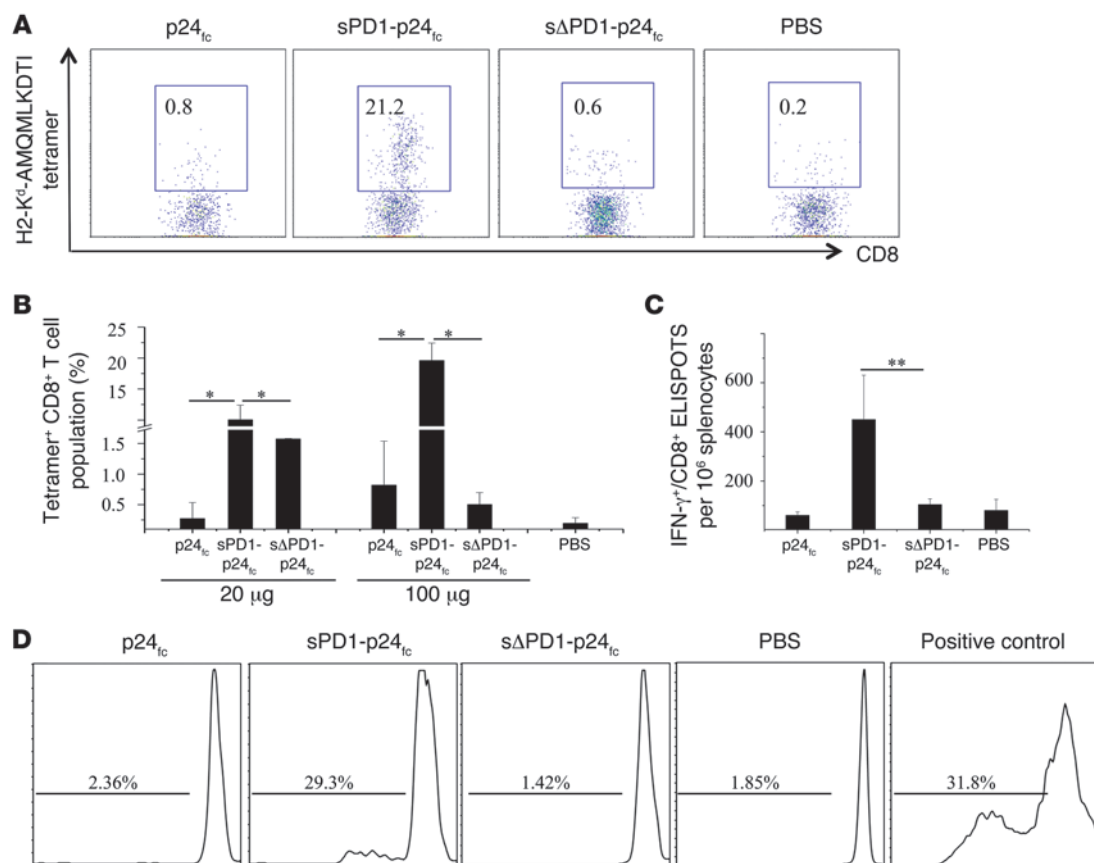 A
p24fc
sPD1-p24fc
sΔPD1-p24fc
PBS
H2-Kᵈ-AMQMLKDTI
tetramer
0.8
21.2
0.6
0.2
CD8
B
Tetramer⁺ CD8⁺ T cell
population (%)
25
20
15
1.5
1.0
0.5
* *
* *
p24fc sPD1- sΔPD1- p24fc sPD1- sΔPD1- PBS
p24fc p24fc p24fc p24fc
20 µg 100 µg
C
IFN-γ⁺/CD8⁺ ELISPOTS
per 10⁶ splenocytes
600
400
200
**
p24fc sPD1- sΔPD1- PBS
p24fc p24fc
D
p24fc
sPD1-p24fc
sΔPD1-p24fc
PBS
Positive control
2.36%
29.3%
1.42%
1.85%
31.8%